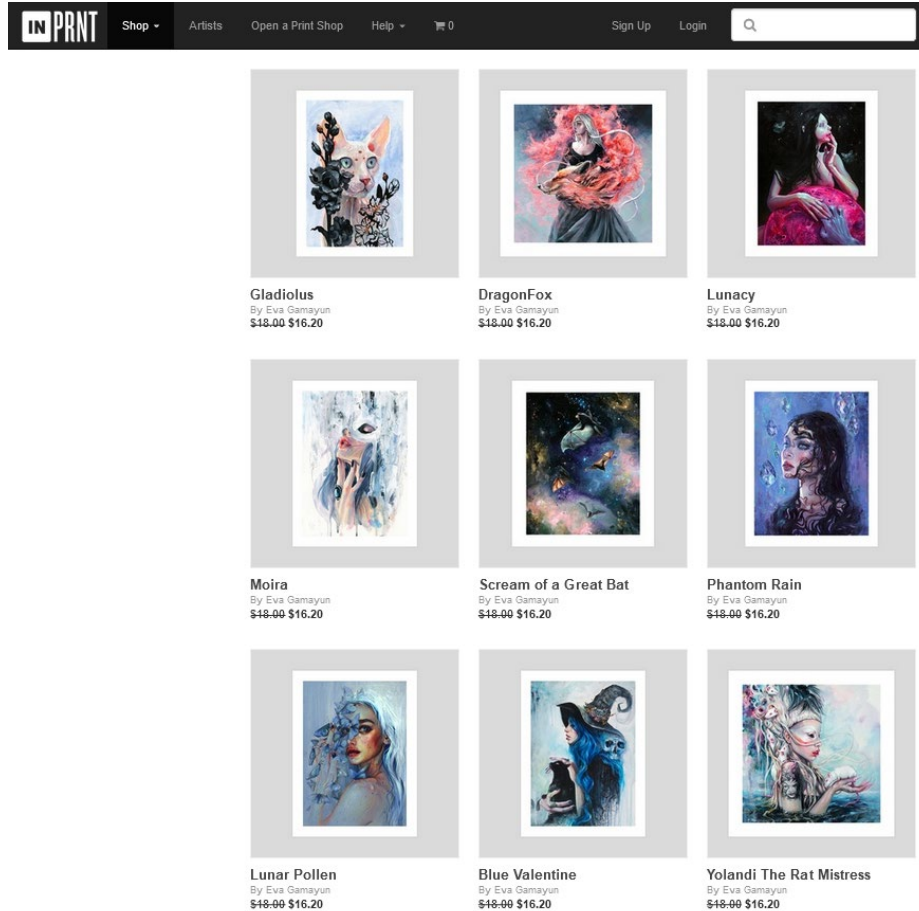 IN PRNT Shop Artists Open a Print Shop Help 0 Sign Up Login
Gladiolus DragonFox Lunacy
By Eva Gamayun By Eva Gamayun By Eva Gamayun
$18.00 $16.20 $18.00 $16.20 $18.00 $16.20
Moira Scream of a Great Bat Phantom Rain
By Eva Gamayun By Eva Gamayun By Eva Gamayun
$18.00 $16.20 $18.00 $16.20 $18.00 $16.20
Lunar Pollen Blue Valentine Yolandi The Rat Mistress
By Eva Gamayun By Eva Gamayun By Eva Gamayun
$18.00 $16.20 $18.00 $16.20 $18.00 $16.20